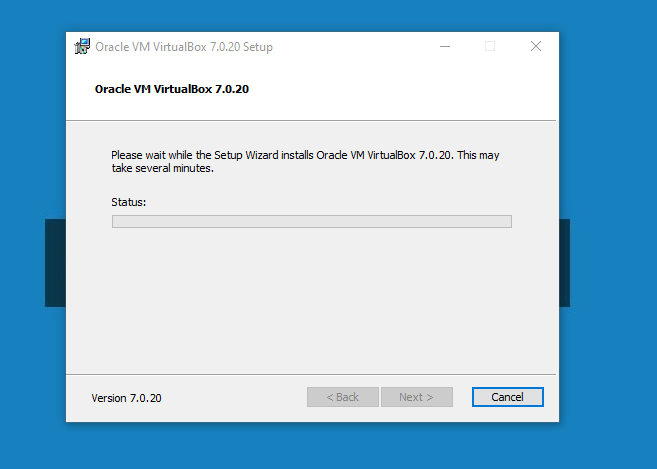 Oracle VM VirtualBox 7.0.20 Setup
Oracle VM VirtualBox 7.0.20
Please wait while the Setup Wizard installs Oracle VM VirtualBox 7.0.20. This may
take several minutes.
Status:
Version 7.0.20
< Back
Next >
Cancel